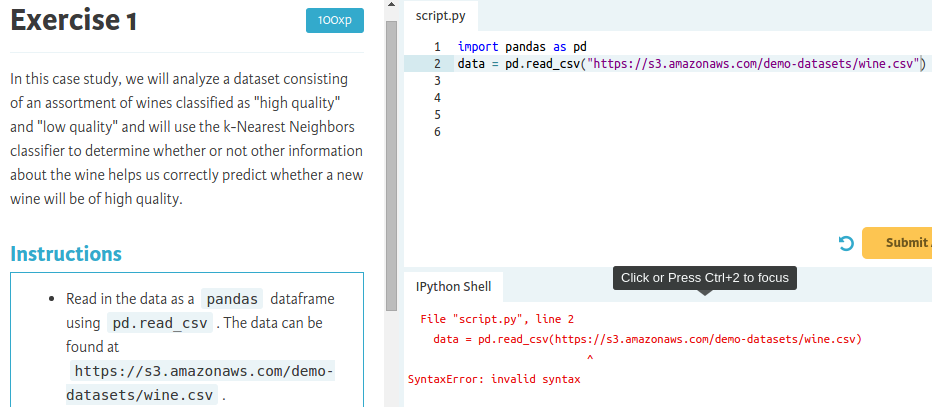 Exercise 1
100xp
In this case study, we will analyze a dataset consisting
of an assortment of wines classified as "high quality"
and "low quality" and will use the k-Nearest Neighbors
classifier to determine whether or not other information
about the wine helps us correctly predict whether a new
wine will be of high quality.
Instructions
• Read in the data as a pandas dataframe
using pd.read_csv . The data can be
found at
https://s3.amazonaws.com/demo-
datasets/wine.csv .
script.py
1 import pandas as pd
2 data = pd.read_csv("https://s3.amazonaws.com/demo-datasets/wine.csv")
3
4
5
6
Submit
Click or Press Ctrl+2 to focus
IPython Shell
File "script.py", line 2
data = pd.read_csv(https://s3.amazonaws.com/demo-datasets/wine.csv)
^
SyntaxError: invalid syntax